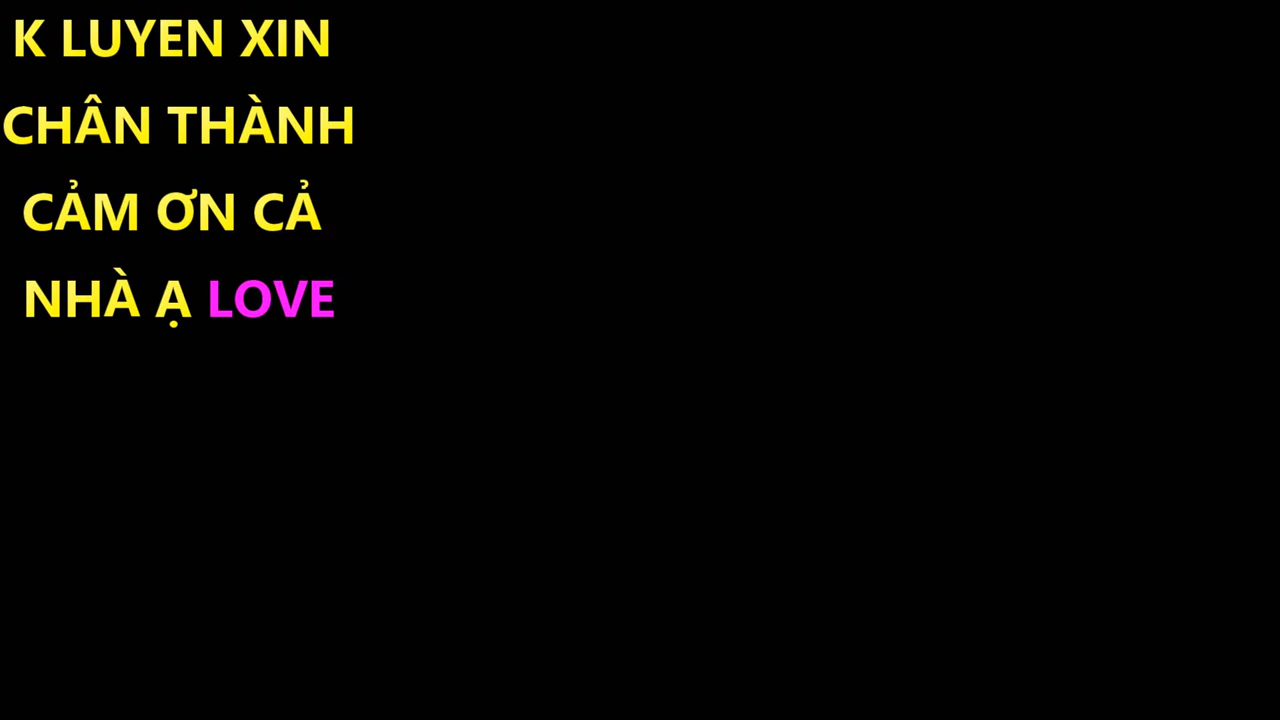 K LUYEN XIN
CHÂN THÀNH
CẢM ƠN CẢ
NHÀ Ạ LOVE